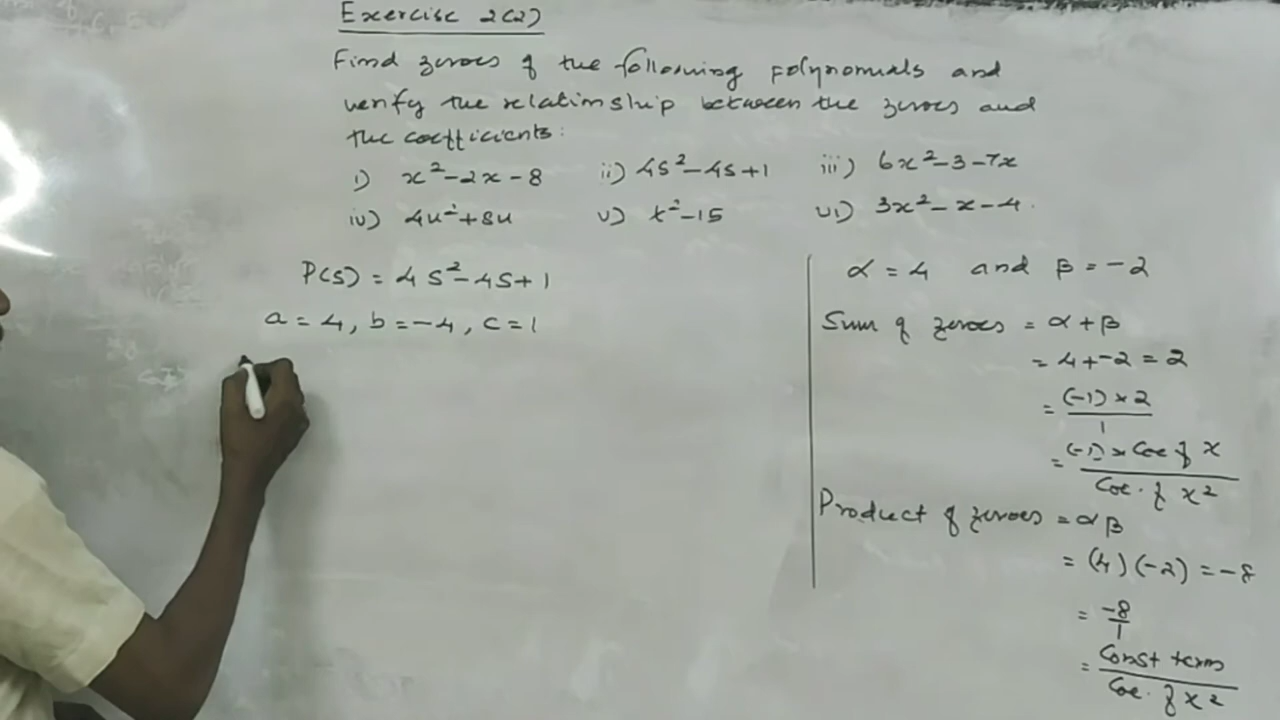 Exercise 2(2)
Find zeroes of the following polynomials and
verify the relationship between the zeroes and
the coefficients:
i) x²-2x-8 ii) 4s²-4s+1 iii) 6x²-3-7x
iv) 4u²+8u v) t²-15 vi) 3x²-x-4.
P(s) = 4s²-4s+1
a = 4, b = -4, c = 1
α = 4 and β = -2
Sum of zeroes = α + β
= 4+-2 = 2
= (-1) × 2 / 1
= (-1) × Coe of x / Coe. of x²
Product of zeroes = αβ
= (4)(-2) = -8
= -8/1
= Const term / Coe. of x²